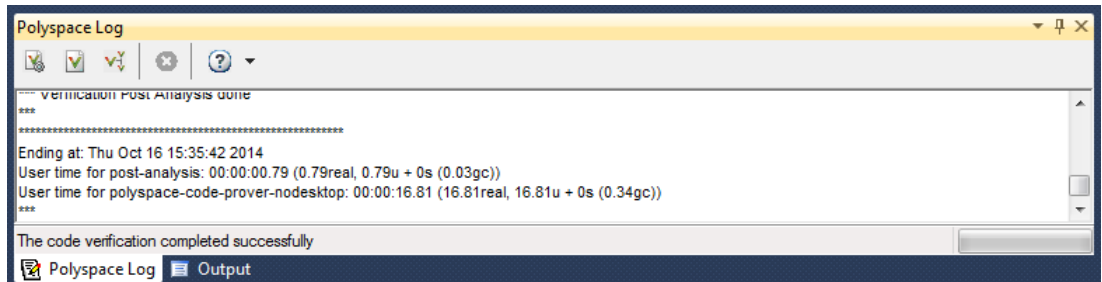 Polyspace Log
*** Verification Post Analysis done
***
**********************************************************
Ending at: Thu Oct 16 15:35:42 2014
User time for post-analysis: 00:00:00.79 (0.79real, 0.79u + 0s (0.03gc))
User time for polyspace-code-prover-nodesktop: 00:00:16.81 (16.81real, 16.81u + 0s (0.34gc))
***
The code verification completed successfully
Polyspace Log Output